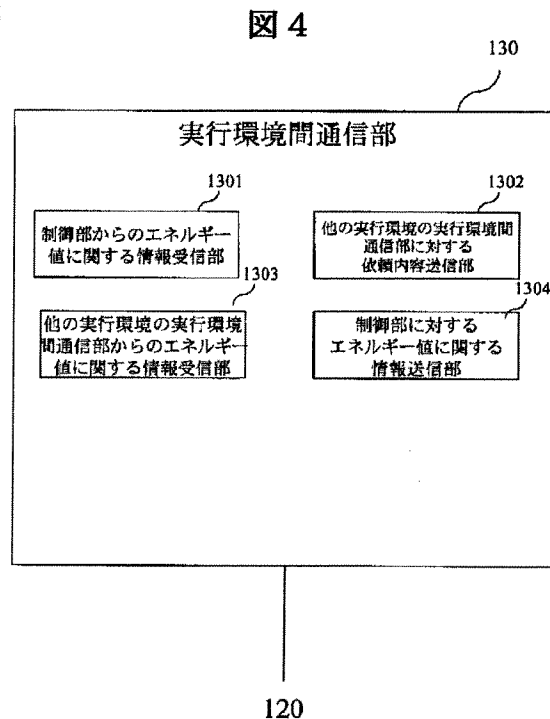 図4
130
実行環境間通信部
1301
制御部からのエネルギー
値に関する情報受信部
1302
他の実行環境の実行環境間
通信部に対する
依頼内容送信部
1303
他の実行環境の実行環境
間通信部からのエネルギー
値に関する情報受信部
1304
制御部に対する
エネルギー値に関する
情報送信部
120